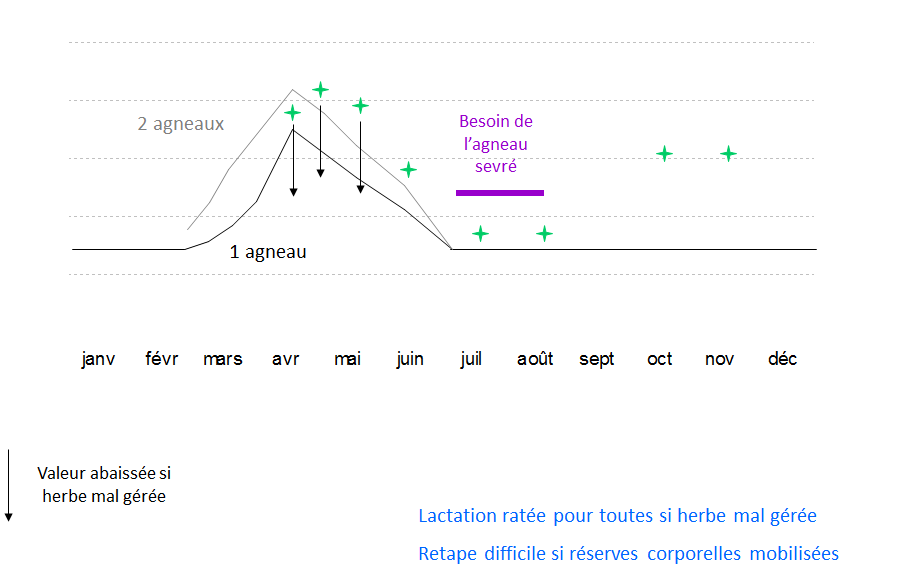 2 agneaux
Besoin de
l’agneau
sevré
1 agneau
janv févr mars avr mai juin juil août sept oct nov déc
Valeur abaissée si
herbe mal gérée
Lactation ratée pour toutes si herbe mal gérée
Retape difficile si réserves corporelles mobilisées